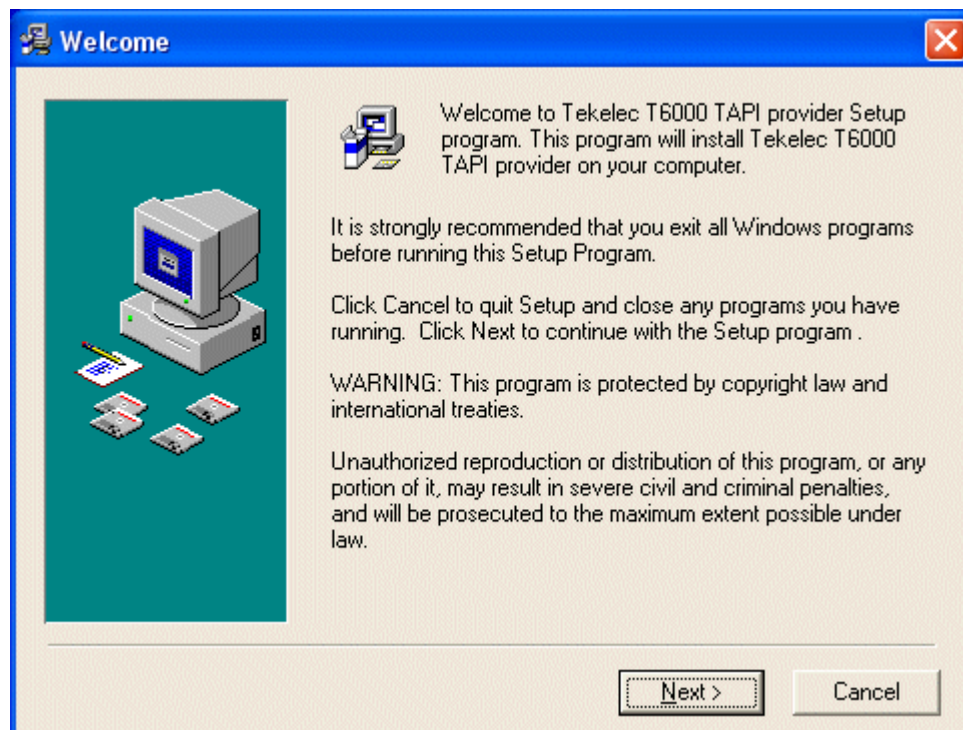 Welcome
Welcome to Tekelec T6000 TAPI provider Setup
program. This program will install Tekelec T6000
TAPI provider on your computer.
It is strongly recommended that you exit all Windows programs
before running this Setup Program.
Click Cancel to quit Setup and close any programs you have
running. Click Next to continue with the Setup program .
WARNING: This program is protected by copyright law and
international treaties.
Unauthorized reproduction or distribution of this program, or any
portion of it, may result in severe civil and criminal penalties,
and will be prosecuted to the maximum extent possible under
law.
Next >
Cancel